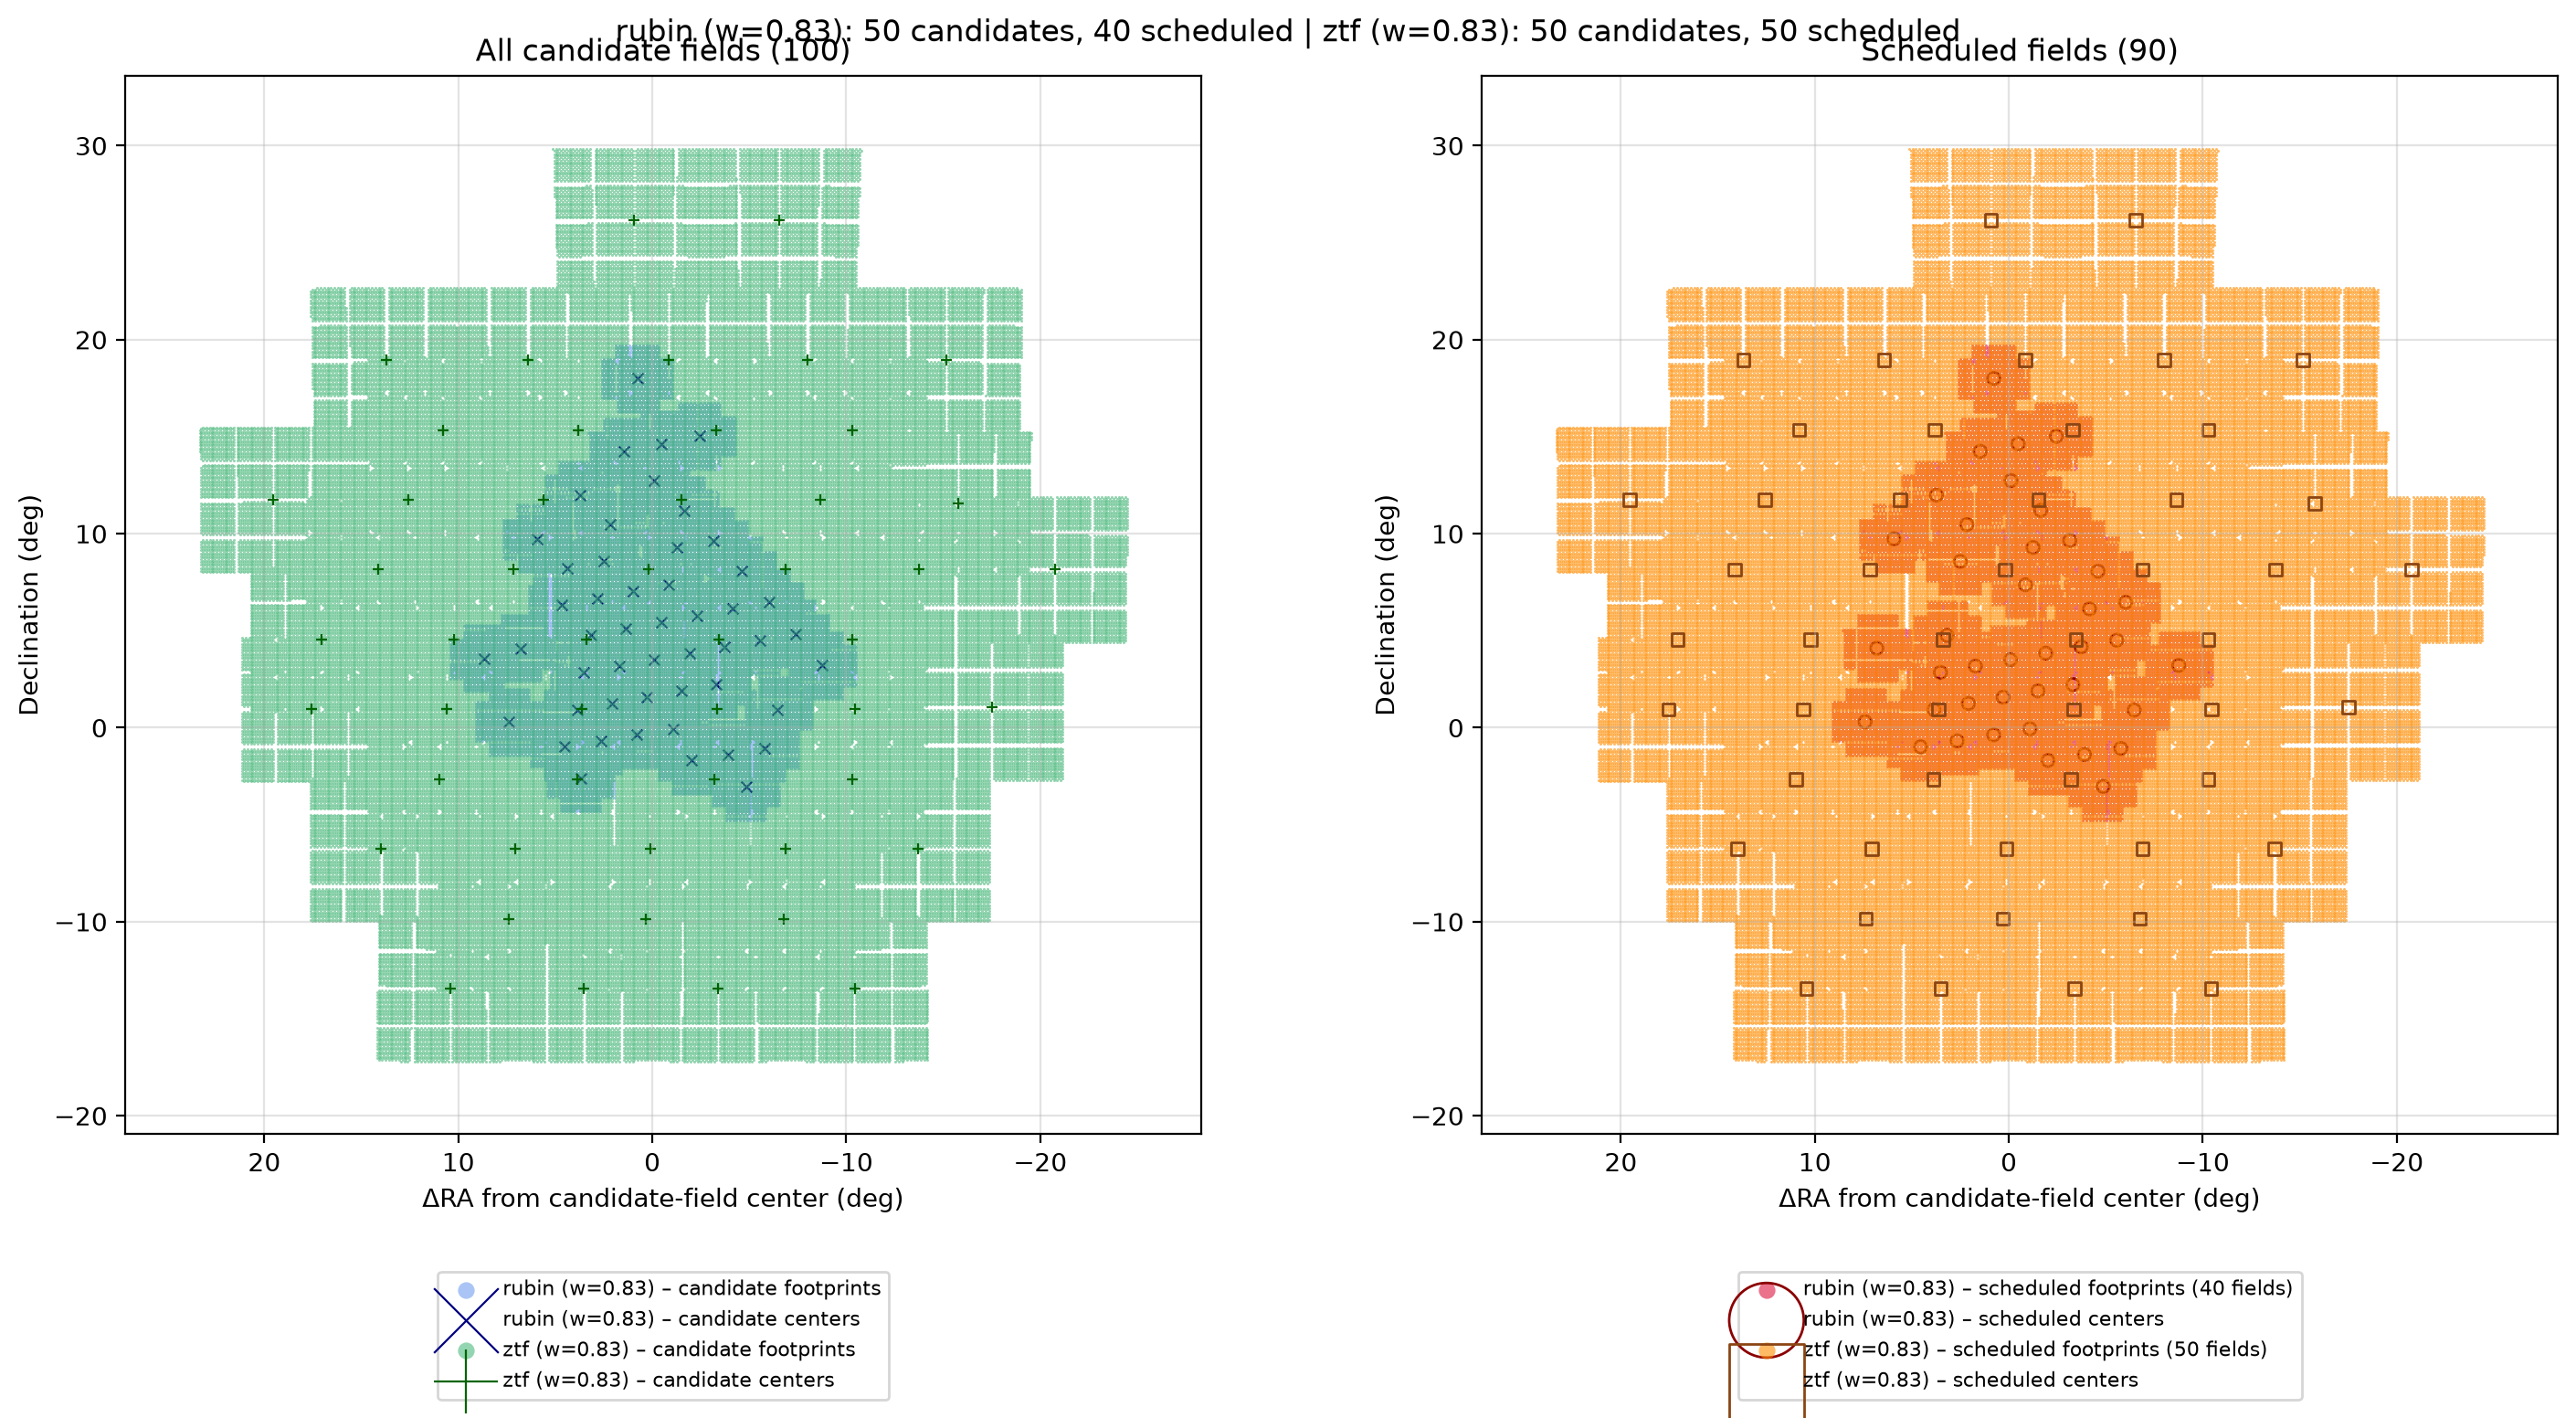 rubin (w=0.83): 50 candidates, 40 scheduled | ztf (w=0.83): 50 candidates, 50 scheduled
All candidate fields (100)
30
20
10
0
−10
−20
Declination (deg)
20
10
0
−10
−20
ΔRA from candidate-field center (deg)
rubin (w=0.83) – candidate footprints
rubin (w=0.83) – candidate centers
ztf (w=0.83) – candidate footprints
ztf (w=0.83) – candidate centers
Scheduled fields (90)
30
20
10
0
−10
−20
Declination (deg)
20
10
0
−10
−20
ΔRA from candidate-field center (deg)
rubin (w=0.83) – scheduled footprints (40 fields)
rubin (w=0.83) – scheduled centers
ztf (w=0.83) – scheduled footprints (50 fields)
ztf (w=0.83) – scheduled centers